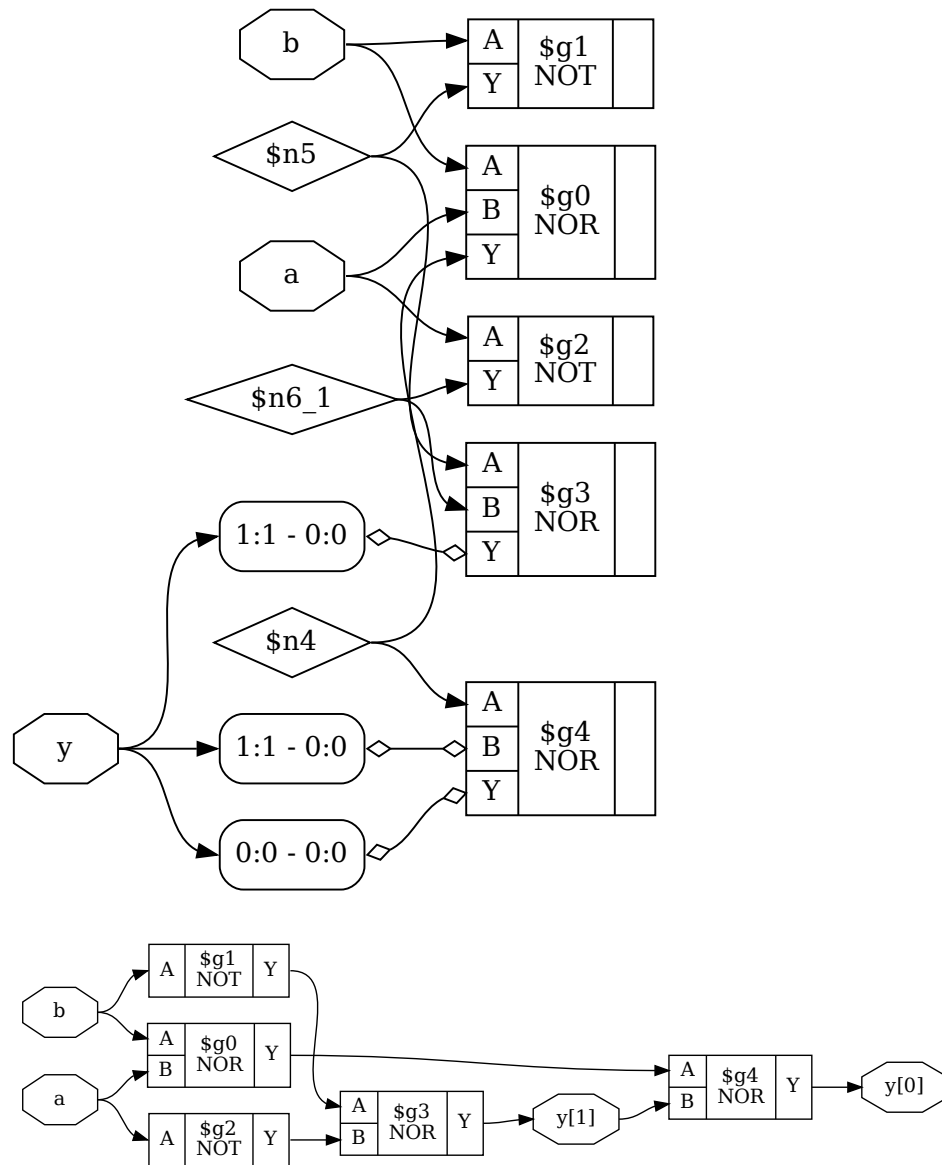 b
A
Y
$g1
NOT
$n5
A
B
Y
$g0
NOR
a
A
Y
$g2
NOT
$n6_1
A
B
Y
$g3
NOR
1:1 - 0:0
$n4
A
B
Y
$g4
NOR
y
1:1 - 0:0
0:0 - 0:0
b
A
$g1
NOT
Y
A
B
$g0
NOR
Y
a
A
$g2
NOT
Y
A
B
$g3
NOR
Y
y[1]
A
B
$g4
NOR
Y
y[0]